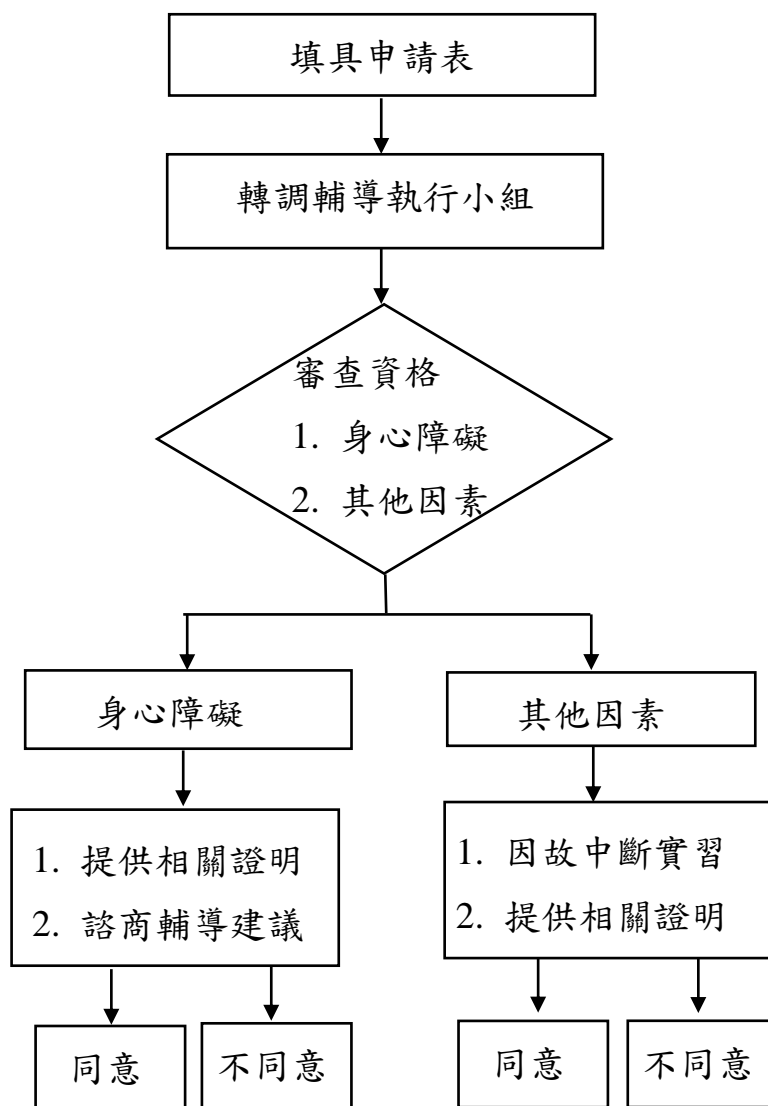 填具申請表
轉調輔導執行小組
審查資格
1. 身心障礙
2. 其他因素
身心障礙
其他因素
1. 提供相關證明
2. 諮商輔導建議
1. 因故中斷實習
2. 提供相關證明
同意
不同意
同意
不同意